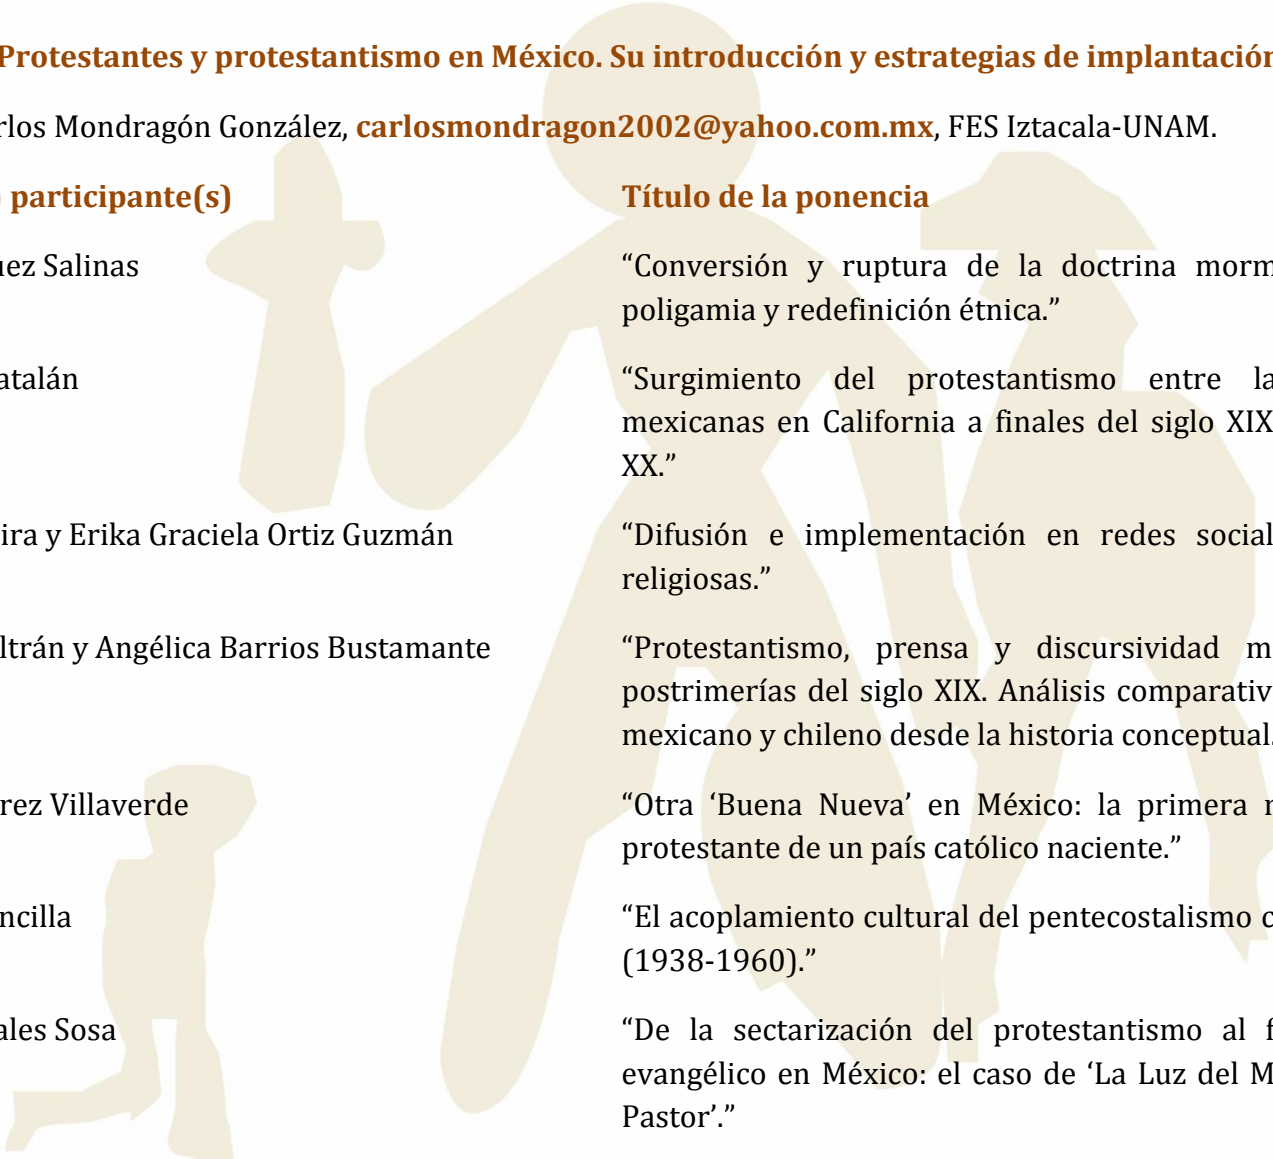 Protestantes y protestantismo en México. Su introducción y estrategias de implantación
rlos Mondragón González, carlosmondragon2002@yahoo.com.mx, FES Iztacala-UNAM.
participante(s) Título de la ponencia
uez Salinas “Conversión y ruptura de la doctrina morm
poligamia y redefinición étnica.”
atalán “Surgimiento del protestantismo entre la
mexicanas en California a finales del siglo XIX
XX.”
ira y Erika Graciela Ortiz Guzmán “Difusión e implementación en redes social
religiosas.”
ltrán y Angélica Barrios Bustamante “Protestantismo, prensa y discursividad m
postrimerías del siglo XIX. Análisis comparativ
mexicano y chileno desde la historia conceptual.
rez Villaverde “Otra ‘Buena Nueva’ en México: la primera
protestante de un país católico naciente.”
ncilla “El acoplamiento cultural del pentecostalismo c
(1938-1960).”
ales Sosa “De la sectarización del protestantismo al f
evangélico en México: el caso de ‘La Luz del M
Pastor’.”